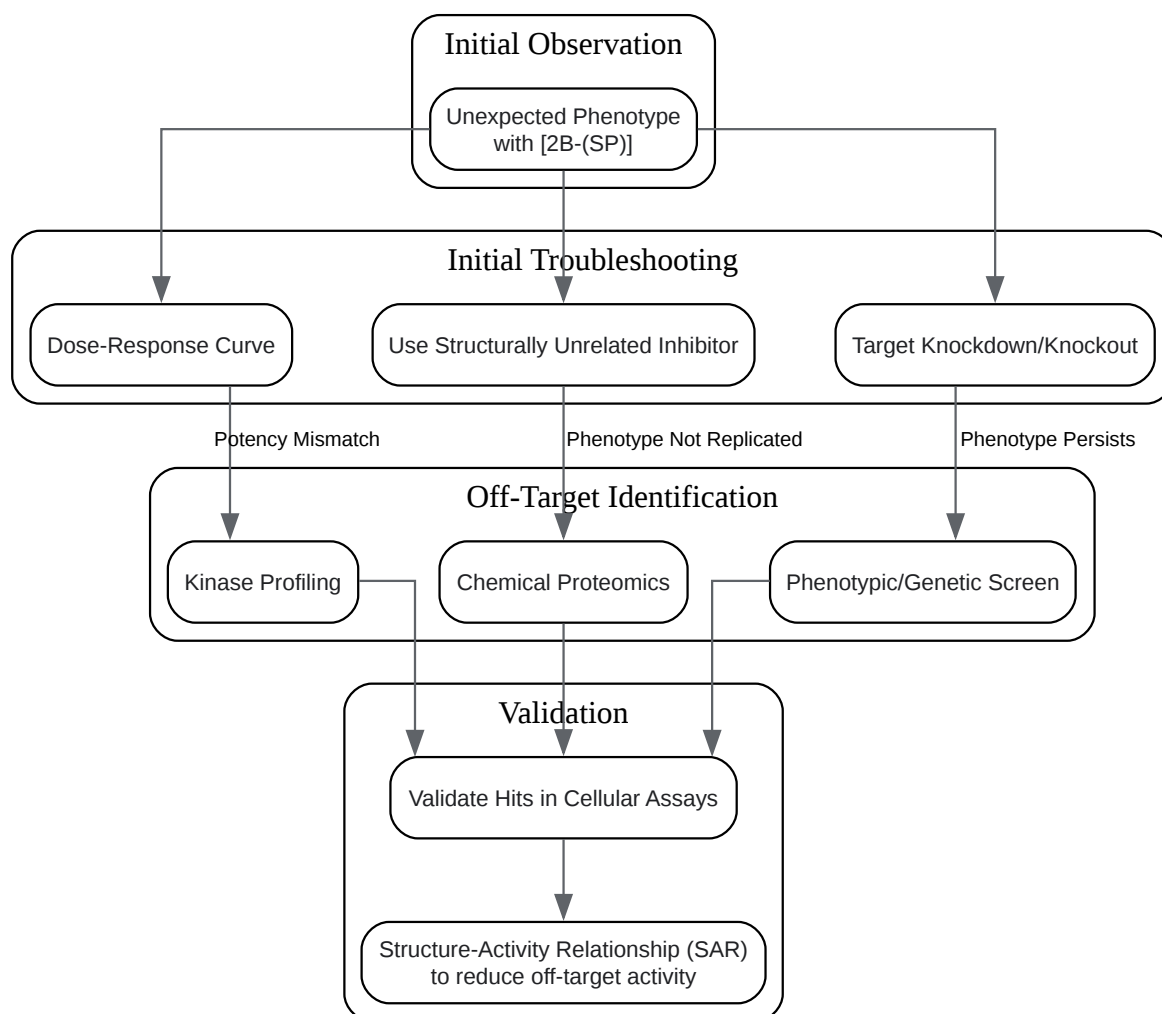 Initial Observation
Unexpected Phenotype
with [2B-(SP)]
Initial Troubleshooting
Dose-Response Curve
Use Structurally Unrelated Inhibitor
Target Knockdown/Knockout
Potency Mismatch
Phenotype Not Replicated
Phenotype Persists
Off-Target Identification
Kinase Profiling
Chemical Proteomics
Phenotypic/Genetic Screen
Validation
Validate Hits in Cellular Assays
Structure-Activity Relationship (SAR)
to reduce off-target activity